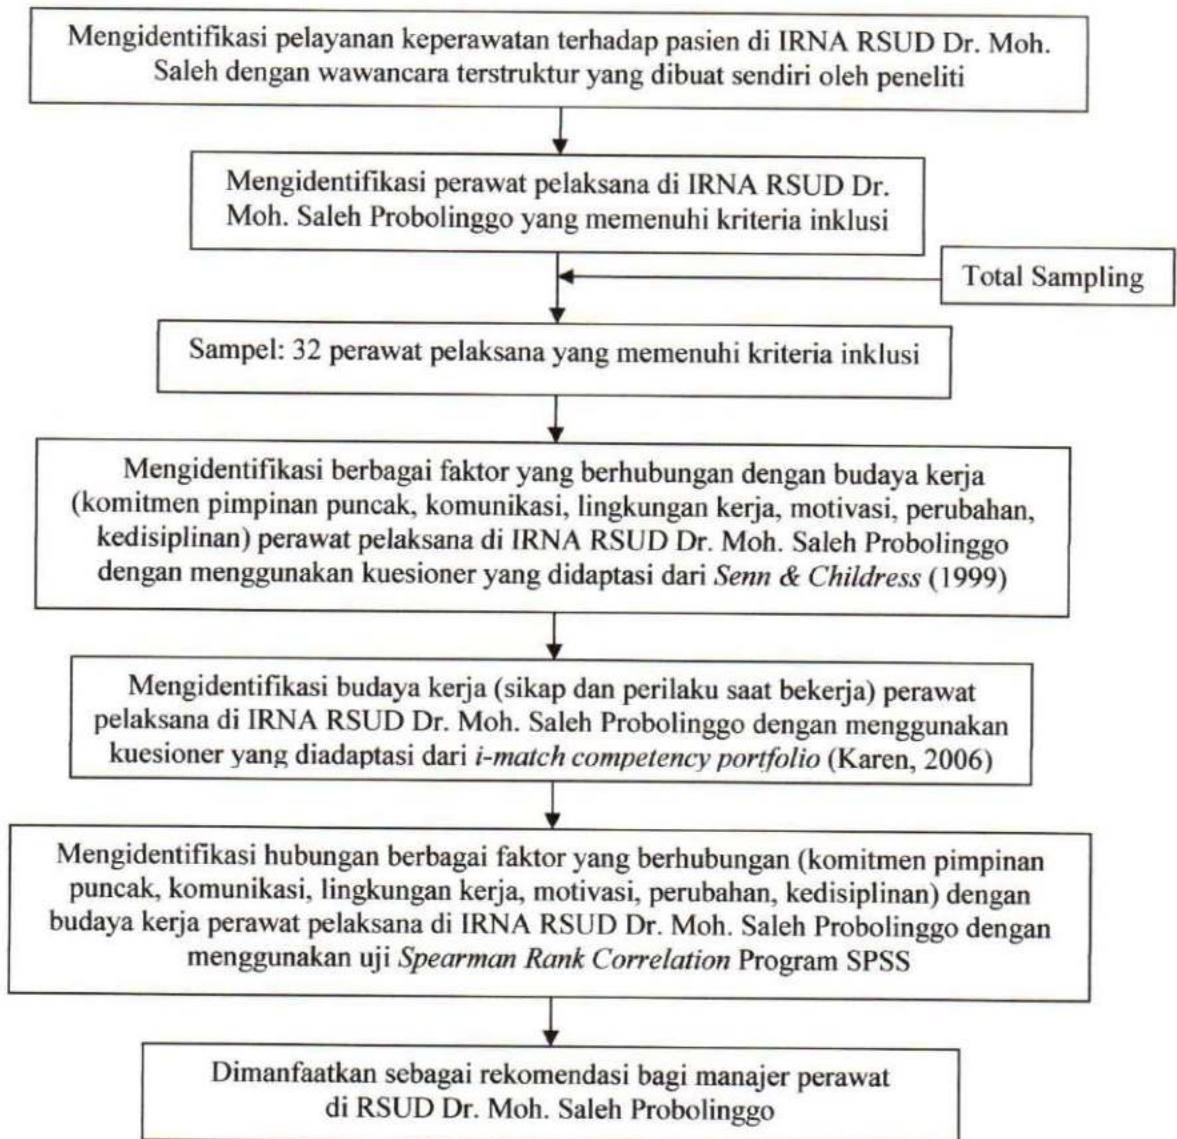 Mengidentifikasi pelayanan keperawatan terhadap pasien di IRNA RSUD Dr. Moh.
Saleh dengan wawancara terstruktur yang dibuat sendiri oleh peneliti
Mengidentifikasi perawat pelaksana di IRNA RSUD Dr.
Moh. Saleh Probolinggo yang memenuhi kriteria inklusi
Total Sampling
Sampel: 32 perawat pelaksana yang memenuhi kriteria inklusi
Mengidentifikasi berbagai faktor yang berhubungan dengan budaya kerja
(komitmen pimpinan puncak, komunikasi, lingkungan kerja, motivasi, perubahan,
kedisiplinan) perawat pelaksana di IRNA RSUD Dr. Moh. Saleh Probolinggo
dengan menggunakan kuesioner yang didaptasi dari Senn & Childress (1999)
Mengidentifikasi budaya kerja (sikap dan perilaku saat bekerja) perawat
pelaksana di IRNA RSUD Dr. Moh. Saleh Probolinggo dengan menggunakan
kuesioner yang diadaptasi dari i-match competency portfolio (Karen, 2006)
Mengidentifikasi hubungan berbagai faktor yang berhubungan (komitmen pimpinan
puncak, komunikasi, lingkungan kerja, motivasi, perubahan, kedisiplinan) dengan
budaya kerja perawat pelaksana di IRNA RSUD Dr. Moh. Saleh Probolinggo dengan
menggunakan uji Spearman Rank Correlation Program SPSS
Dimanfaatkan sebagai rekomendasi bagi manajer perawat
di RSUD Dr. Moh. Saleh Probolinggo